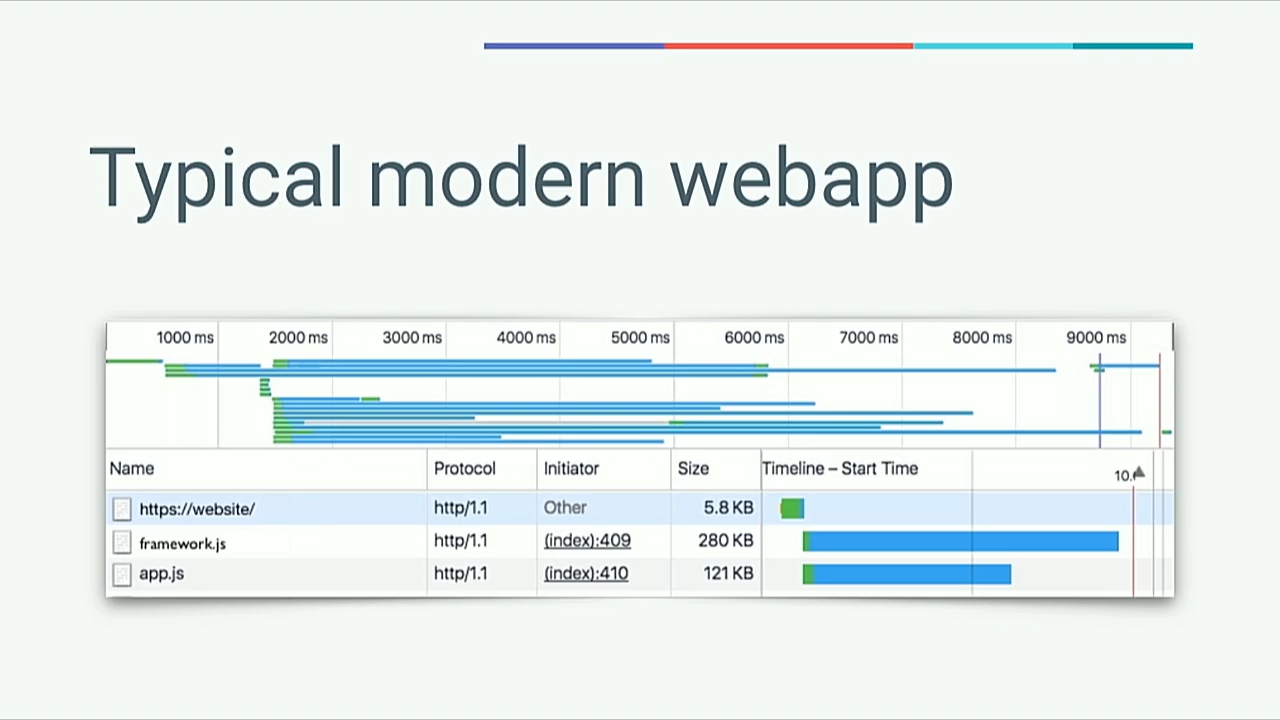 Typical modern webapp
1000 ms 2000 ms 3000 ms 4000 ms 5000 ms 6000 ms 7000 ms 8000 ms 9000 ms
Name Protocol Initiator Size Timeline – Start Time
https://website/ http/1.1 Other 5.8 KB
framework.js http/1.1 (index):409 280 KB
app.js http/1.1 (index):410 121 KB